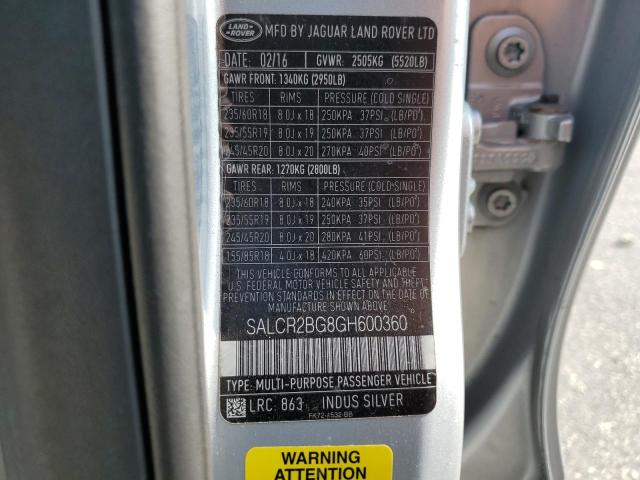 LAND ROVER MFD BY JAGUAR LAND ROVER LTD
DATE: 02/16 GVWR: 2505KG (5520LB)
GAWR FRONT: 1340KG (2950LB)
TIRES RIMS PRESSURE (COLD SINGLE)
235/60R18 8.0J x 18 250KPA 37PSI (LB/PO²)
235/55R19 8.0J x 19 250KPA 37PSI (LB/PO²)
245/45R20 8.0J x 20 270KPA 40PSI (LB/PO²)
GAWR REAR: 1270KG (2800LB)
TIRES RIMS PRESSURE (COLD-SINGLE)
235/60R18 8.0J x 18 240KPA 35PSI (LB/PO²)
235/55R19 8.0J x 19 250KPA 37PSI (LB/PO²)
245/45R20 8.0J x 20 280KPA 41PSI (LB/PO²)
155/85R18 4.0J x 18 420KPA 60PSI (LB/PO²)
THIS VEHICLE CONFORMS TO ALL APPLICABLE
U.S. FEDERAL MOTOR VEHICLE SAFETY AND THEFT
PREVENTION STANDARDS IN EFFECT ON THE DATE OF
MANUFACTURE SHOWN ABOVE.
SALCR2BG8GH600360
TYPE: MULTI-PURPOSE PASSENGER VEHICLE
LRC: 863 INDUS SILVER
FK72-4532-BB
WARNING
ATTENTION